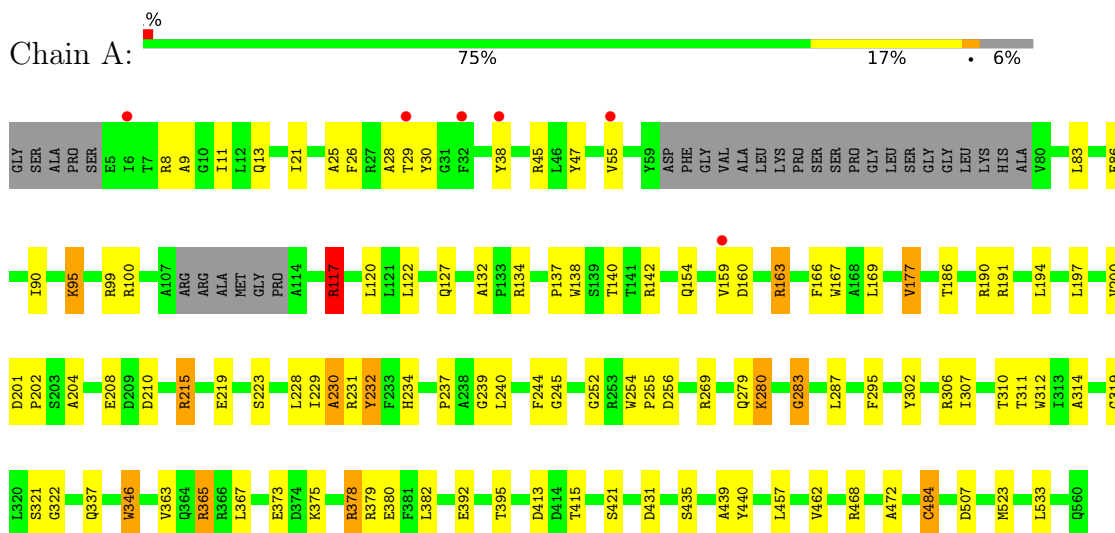 .%
Chain A:
75% 17% • 6%
GLY SER ALA PRO SER E5 I6 T7 R8 A9 G10 I11 L12 Q13 I21 A25 F26 R27 A28 T29 Y30 G31 F32 Y38 R45 L46 Y47 V55 Y59 ASP PHE GLY VAL ALA LEU LYS PRO SER SER PRO GLY LEU SER GLY GLY LEU LYS HIS ALA V80 L83
I90 K95 R99 R100 A107 ARG ARG ALA MET GLY PRO A114 R117 L120 L121 L122 Q127 A132 P133 R134 P137 W138 S139 T140 T141 R142 Q154 V159 D160 R163 F166 W167 A168 L169 V177 T186 R190 R191 L194 L197
D201 P202 S203 A204 E208 D209 D210 R215 E219 S223 L228 I229 A230 R231 Y232 F233 H234 P237 A238 G239 L240 F244 G245 G252 R253 W254 P255 D256 R269 Q279 K280 G283 L287 F295 Y302 R306 I307 T310 T311 W312 I313 A314
L320 S321 G322 Q337 W346 V363 Q364 R365 R366 L367 E373 D374 K375 R378 R379 E380 F381 L382 E392 T395 D413 D414 T415 S421 D431 S435 A439 Y440 L457 V462 R468 A472 C484 D507 M523 L533 Q560